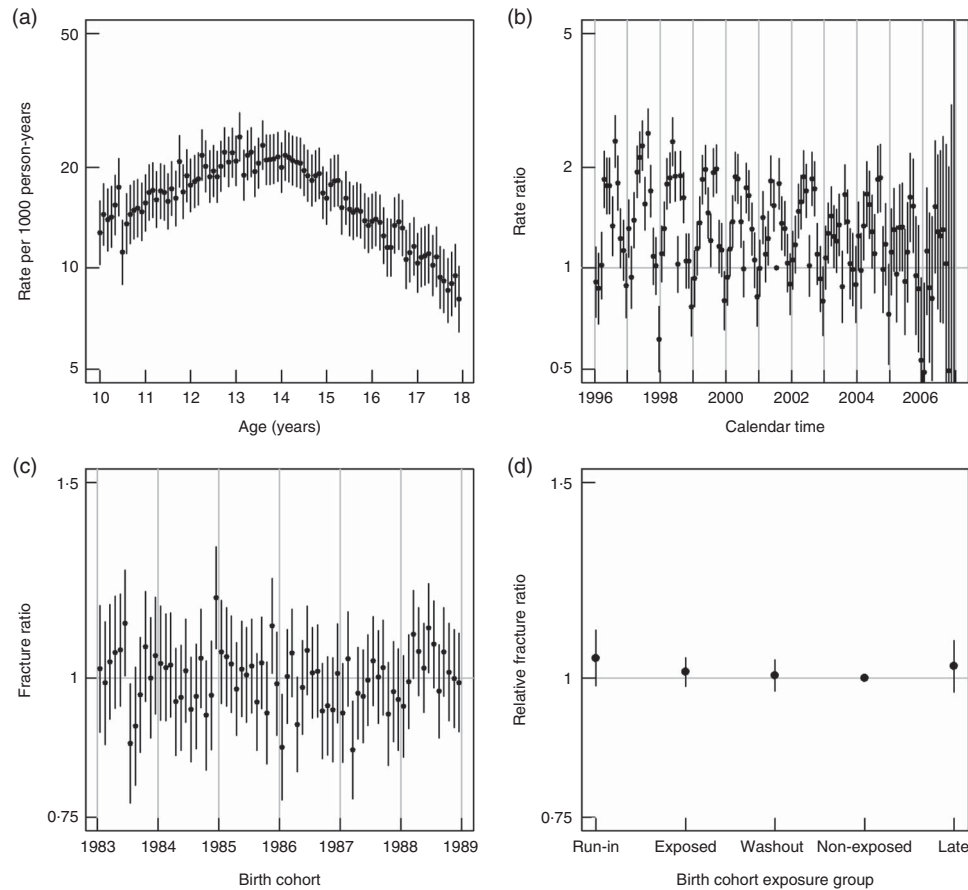 (a)
50
20
10
5
Rate per 1000 person-years
10 11 12 13 14 15 16 17 18
Age (years)
(b)
5
2
1
0·5
Rate ratio
1996 1998 2000 2002 2004 2006
Calendar time
(c)
1·5
1
0·75
Fracture ratio
1983 1984 1985 1986 1987 1988 1989
Birth cohort
(d)
1·5
1
0·75
Relative fracture ratio
Run-in Exposed Washout Non-exposed Late
Birth cohort exposure group